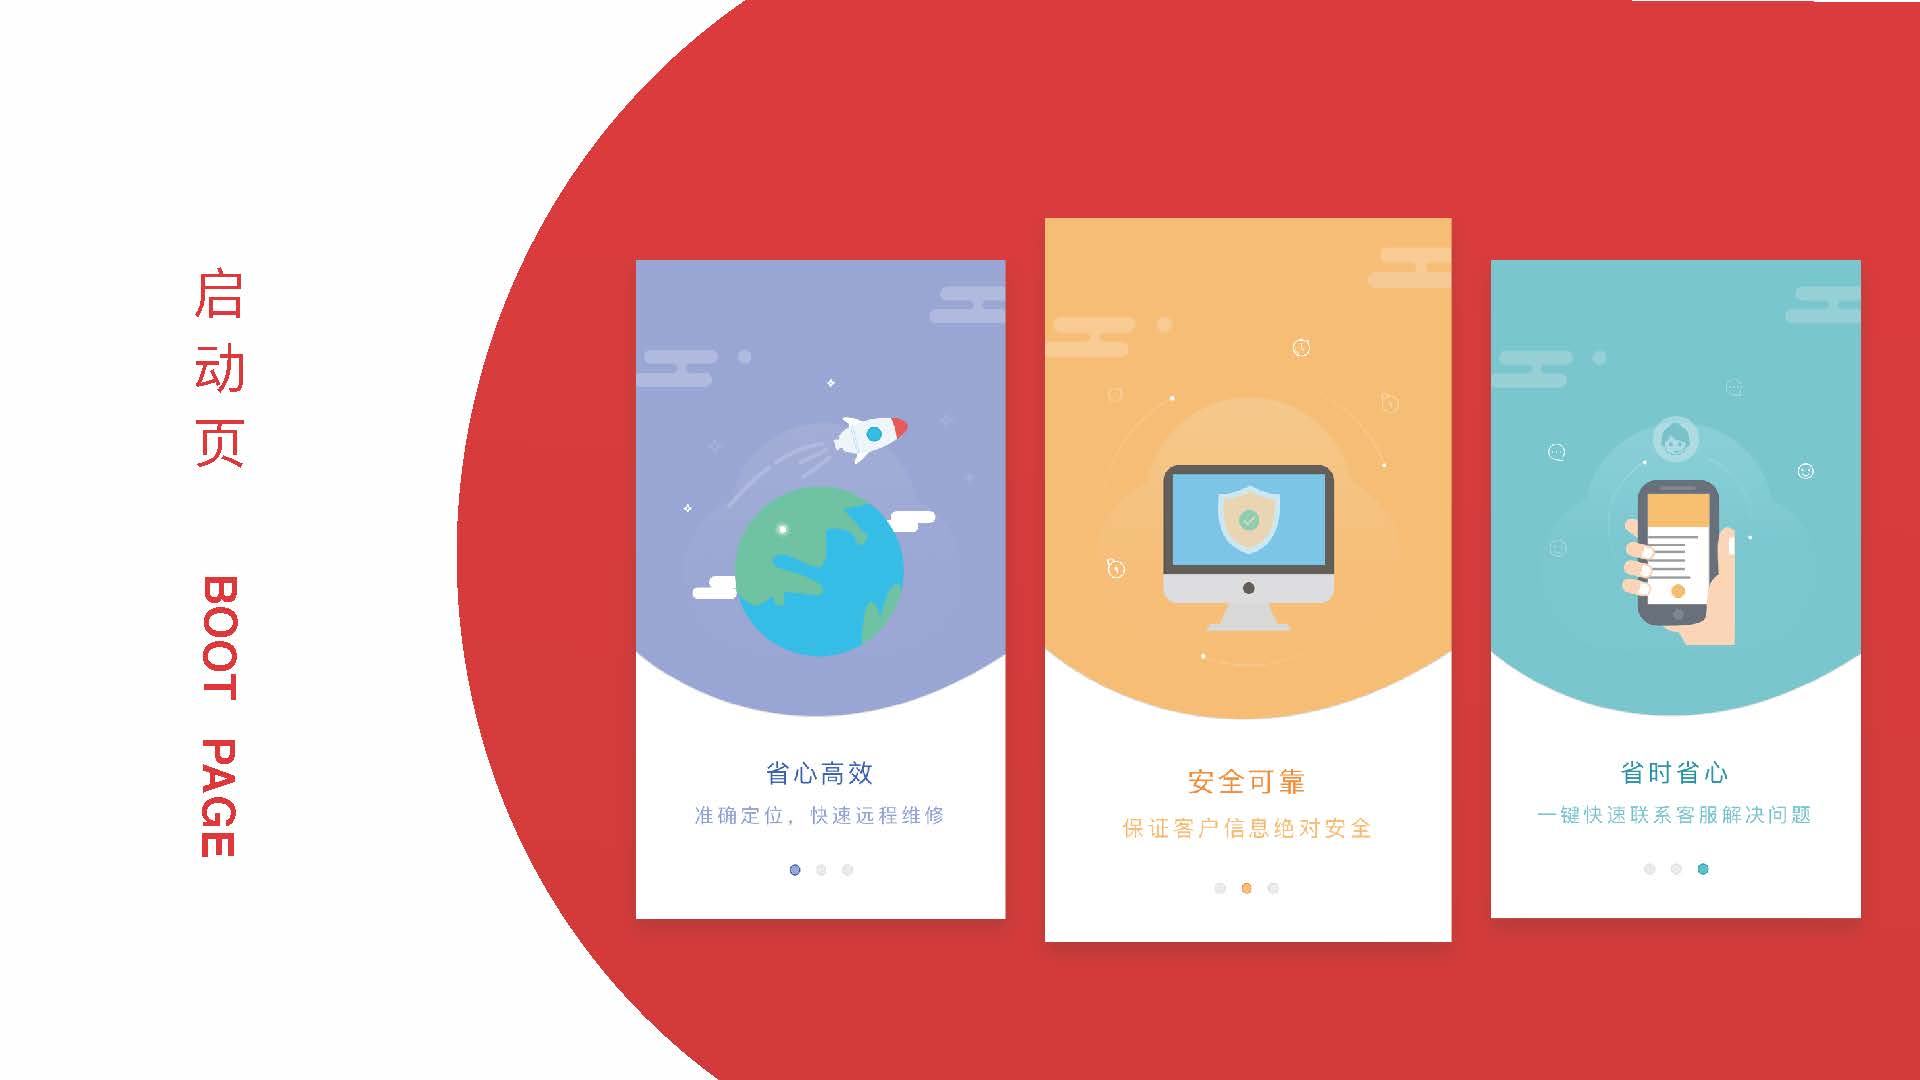 启动页
BOOT PAGE
省心高效
准确定位，快速远程维修
安全可靠
保证客户信息绝对安全
省时省心
一键快速联系客服解决问题